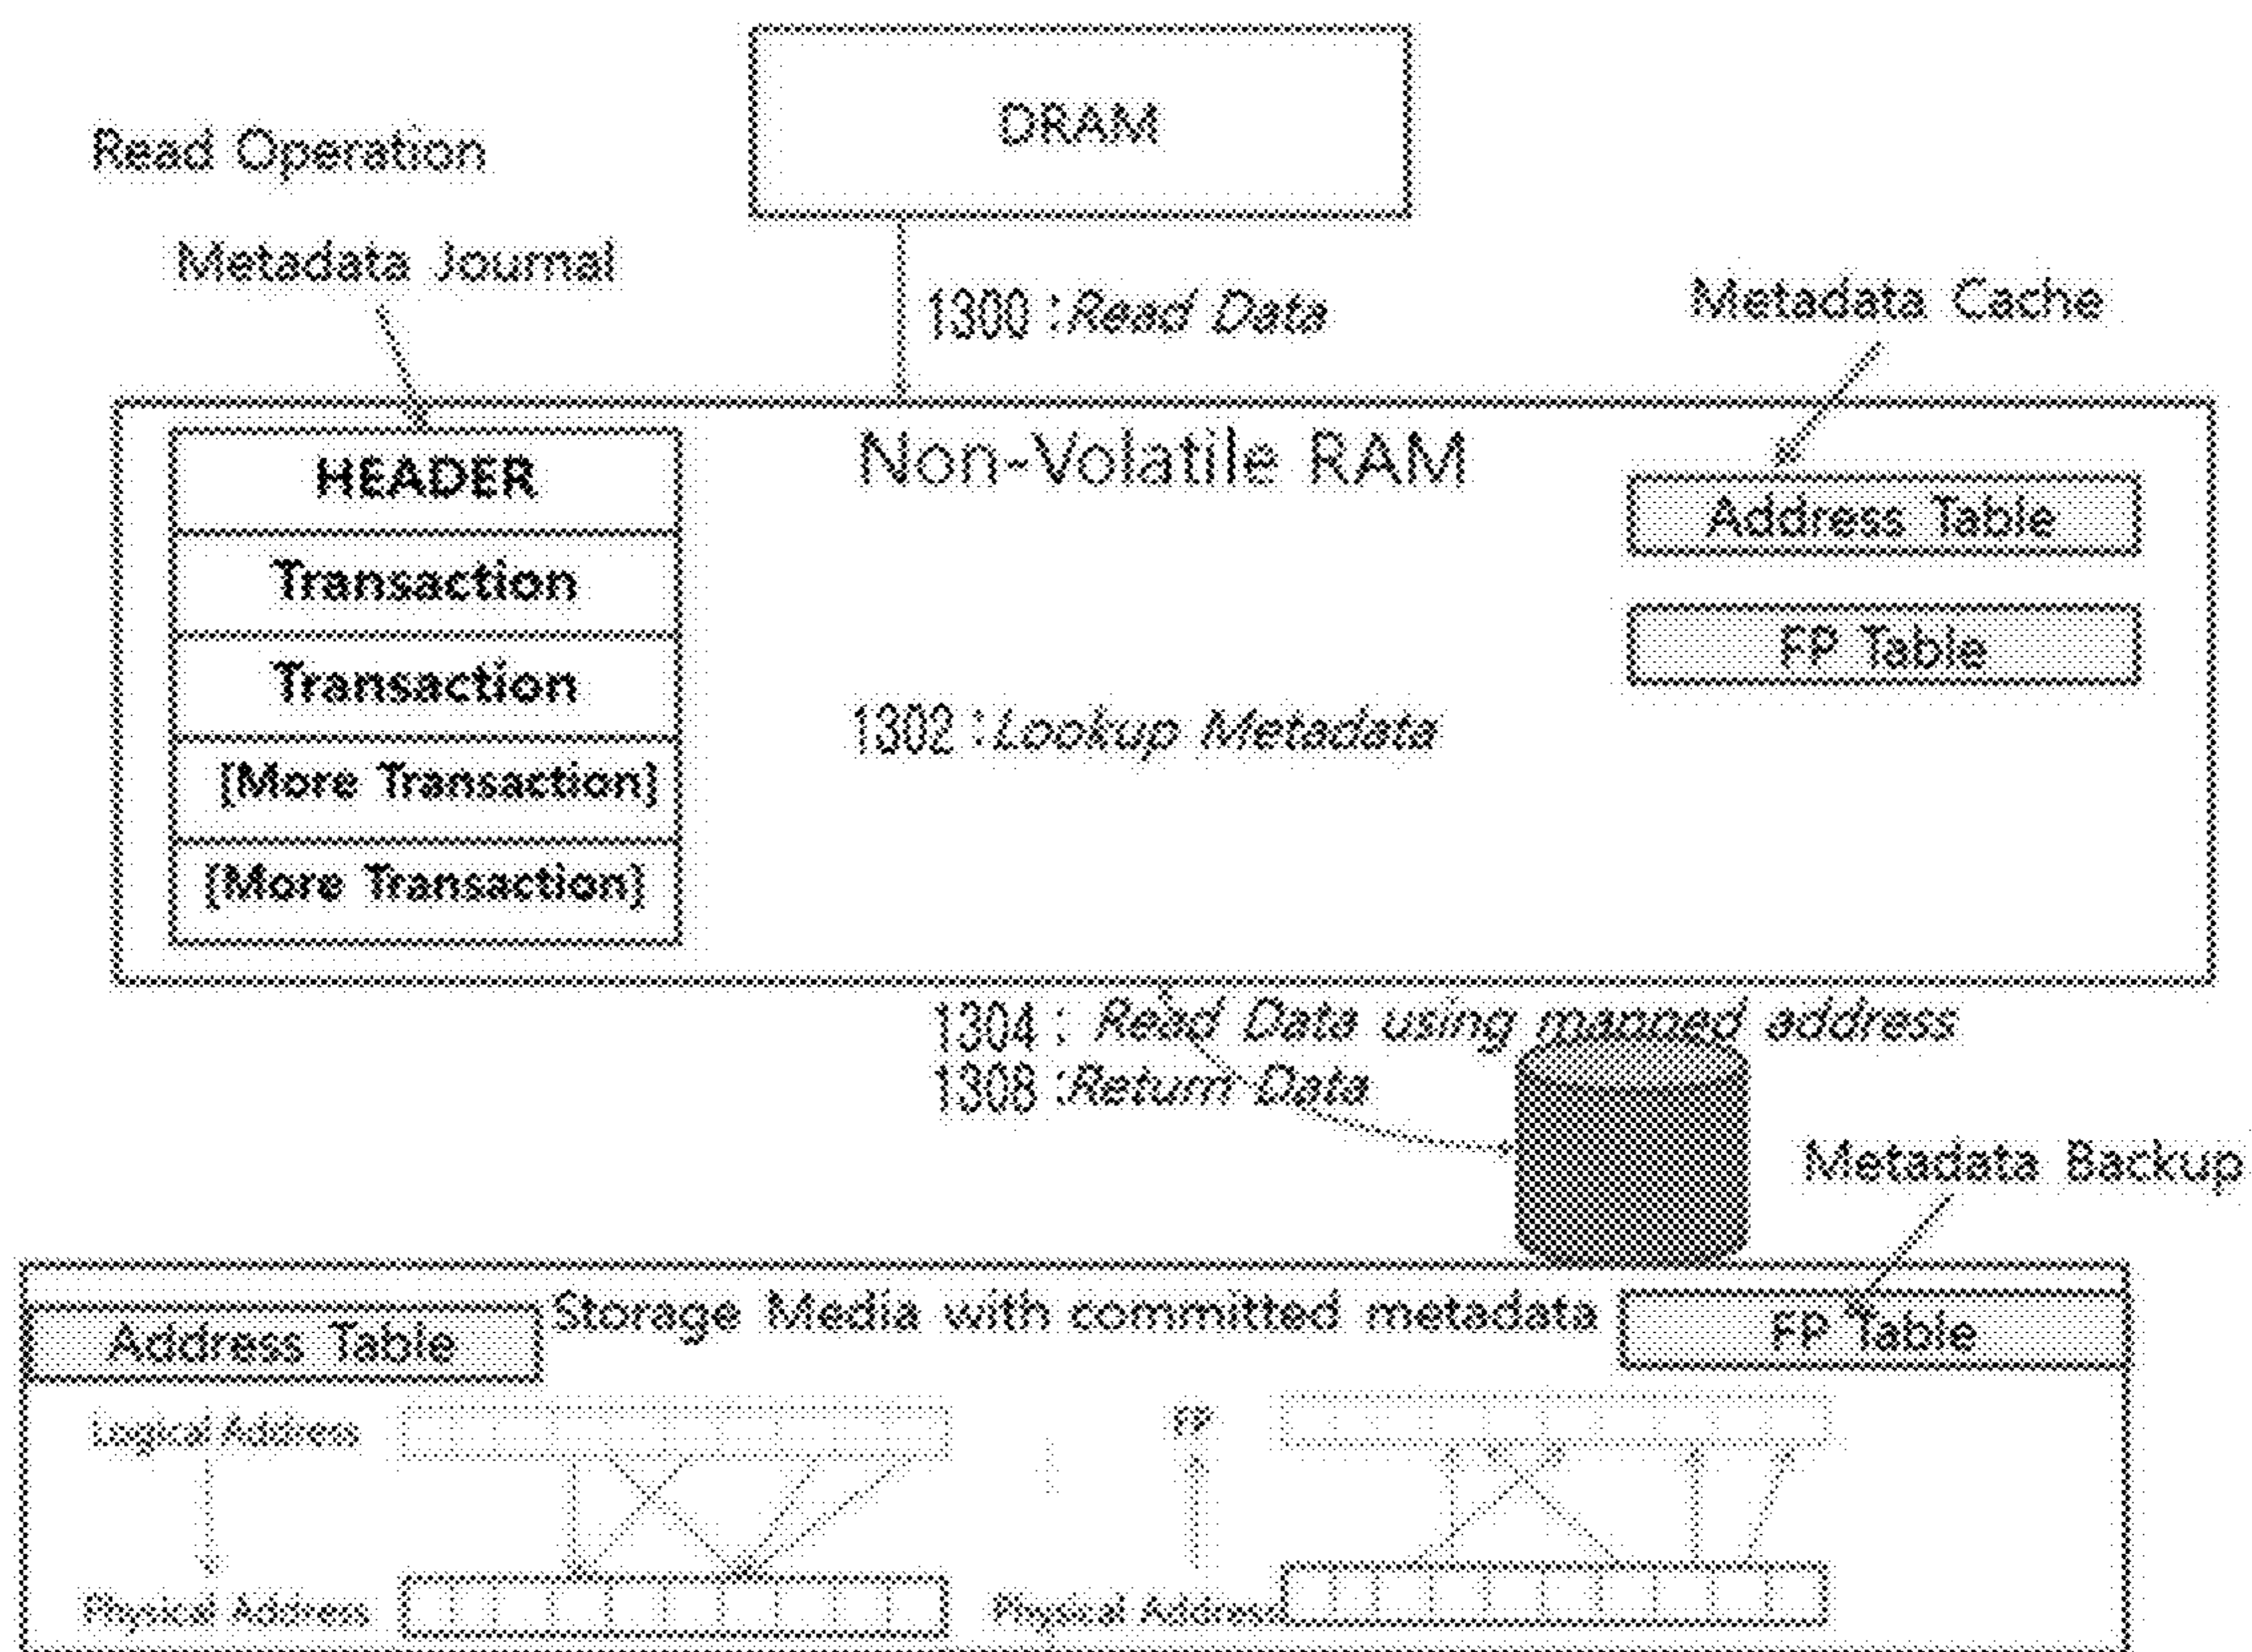 DRAM
Read Operation
Metadata Journal
1300 : Read Data
Metadata Cache
Non-Volatile RAM
HEADER
Transaction
Transaction
[More Transaction]
[More Transaction]
Address Table
FP Table
1302 : Lookup Metadata
1304 : Read Data using mapped address
1308 : Return Data
Metadata Backup
Address Table
Storage Media with committed metadata
FP Table
Logical Address
FP
Physical Address
Physical Address